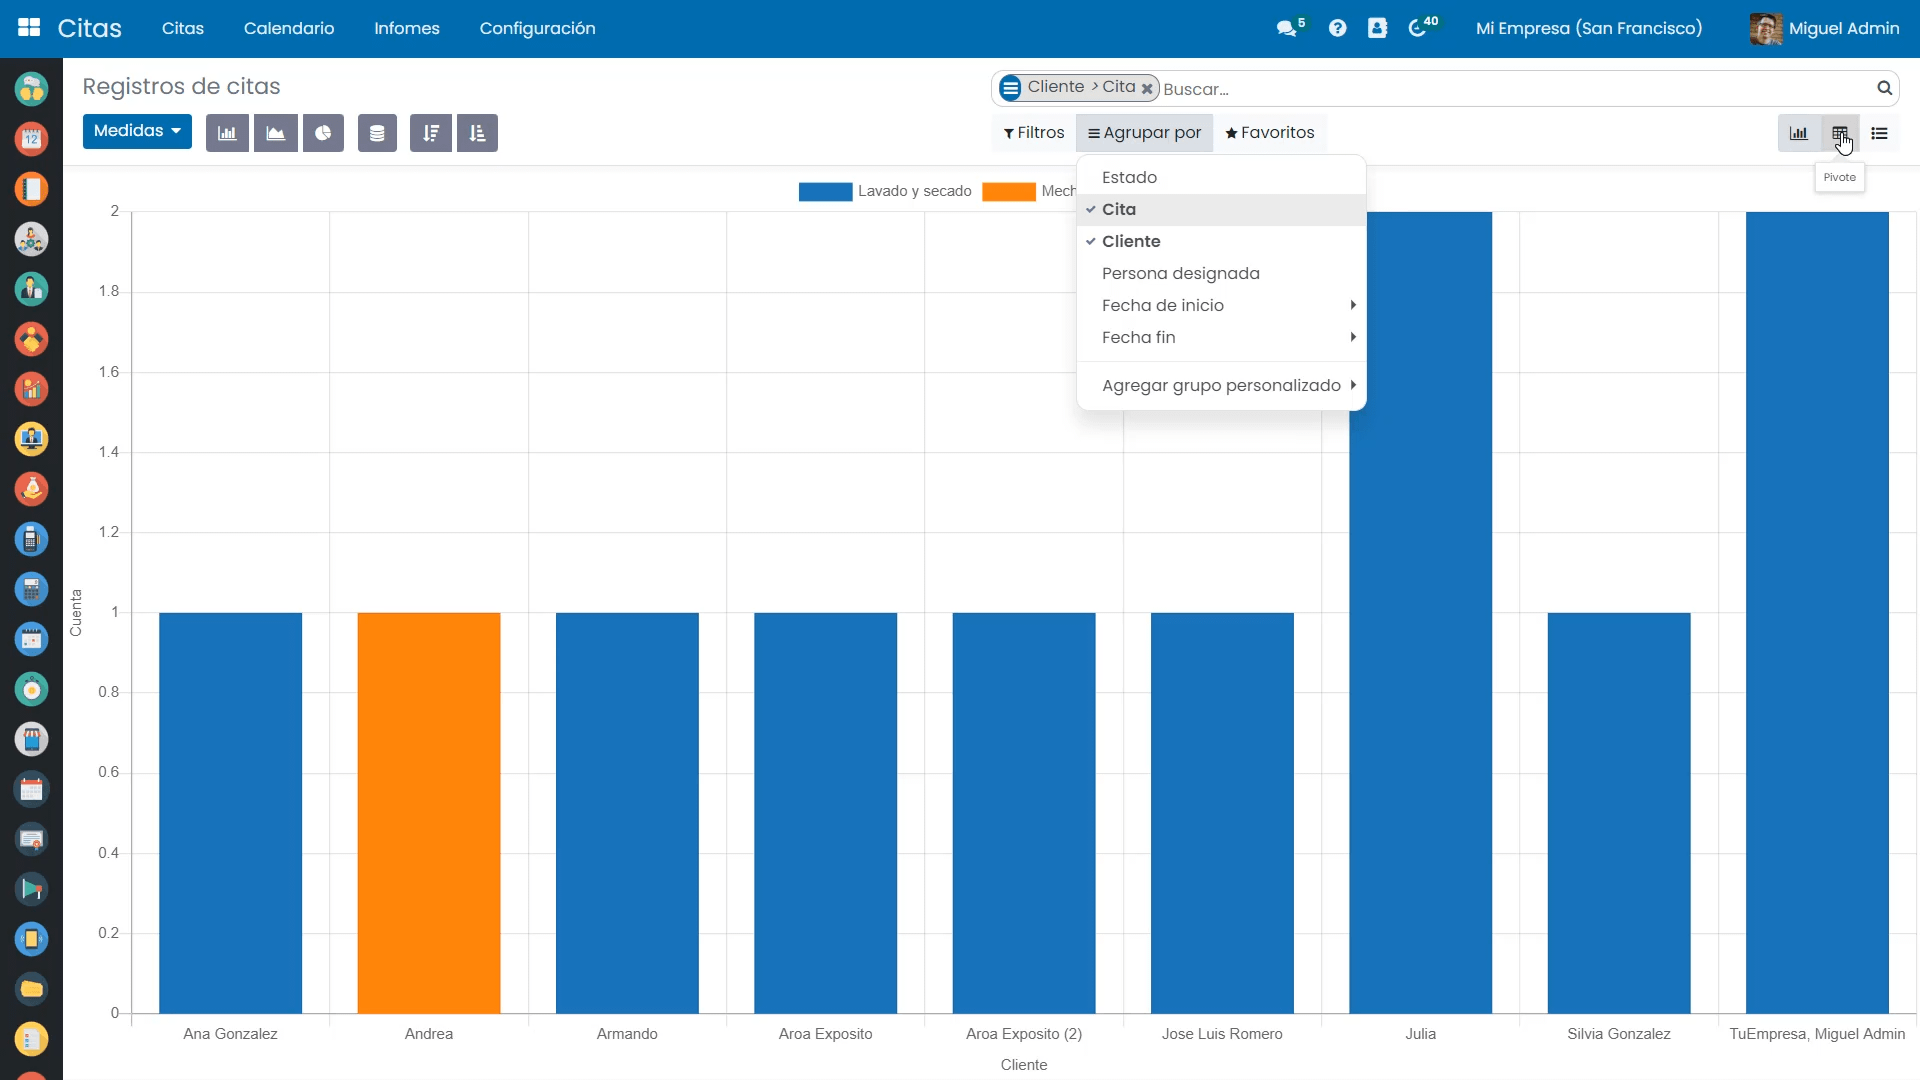 Citas
Citas
Calendario
Infomes
Configuración
5
40
Mi Empresa (San Francisco)
Miguel Admin
Registros de citas
Cliente > Cita
Buscar...
Medidas
Filtros
Agrupar por
Favoritos
Pivote
Estado
Cita
Cliente
Persona designada
Fecha de inicio
Fecha fin
Agregar grupo personalizado
Lavado y secado
Mech
2
1.8
1.6
1.4
1.2
1
0.8
0.6
0.4
0.2
0
Cuenta
Ana Gonzalez
Andrea
Armando
Aroa Exposito
Aroa Exposito (2)
Jose Luis Romero
Julia
Silvia Gonzalez
TuEmpresa, Miguel Admin
Cliente
12